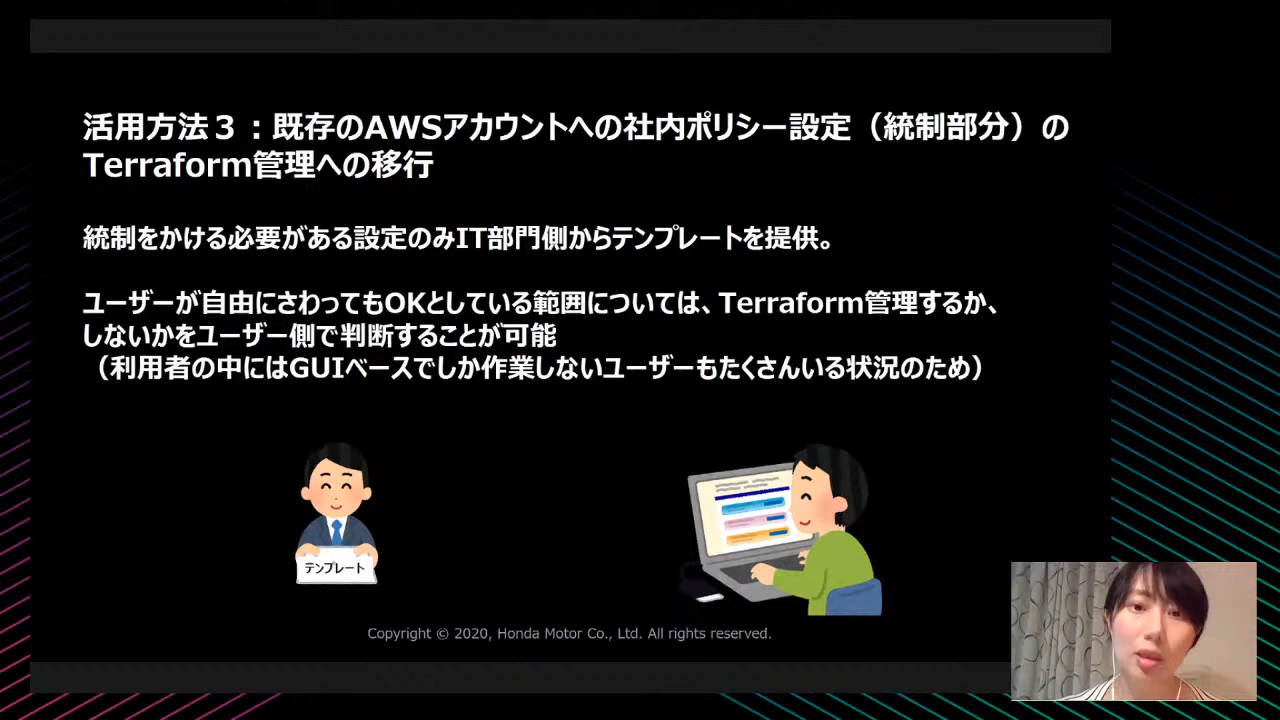 活用方法３：既存のAWSアカウントへの社内ポリシー設定（統制部分）の
Terraform管理への移行
統制をかける必要がある設定のみIT部門側からテンプレートを提供。
ユーザーが自由にさわってもOKとしている範囲については、Terraform管理するか、
しないかをユーザー側で判断することが可能
（利用者の中にはGUIベースでしか作業しないユーザーもたくさんいる状況のため）
テンプレート
Copyright © 2020, Honda Motor Co., Ltd. All rights reserved.